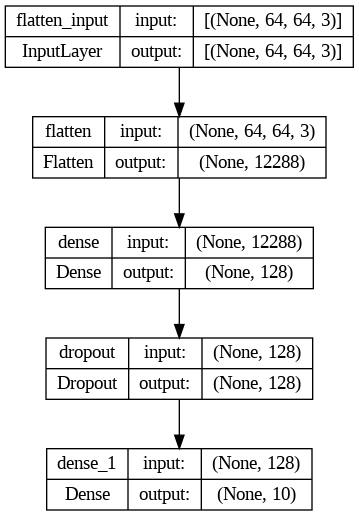 flatten_input input: [(None, 64, 64, 3)]
InputLayer output: [(None, 64, 64, 3)]
flatten input: (None, 64, 64, 3)
Flatten output: (None, 12288)
dense input: (None, 12288)
Dense output: (None, 128)
dropout input: (None, 128)
Dropout output: (None, 128)
dense_1 input: (None, 128)
Dense output: (None, 10)